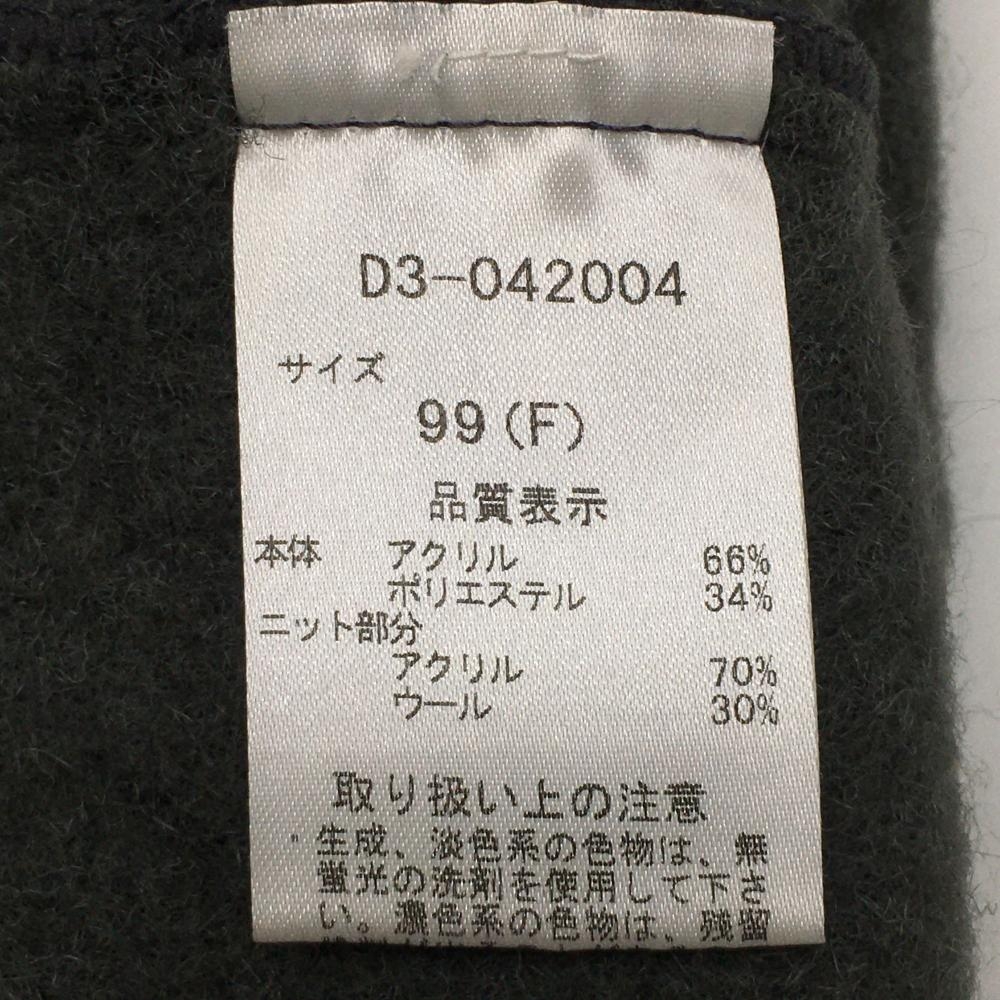 D3-042004
サイズ
99(F)
品質表示
本体 アクリル 66%
ポリエステル 34%
ニット部分
アクリル 70%
ウール 30%
取り扱い上の注意
・生成、淡色系の色物は、無
蛍光の洗剤を使用して下さ
い。濃色系の色物は、残留